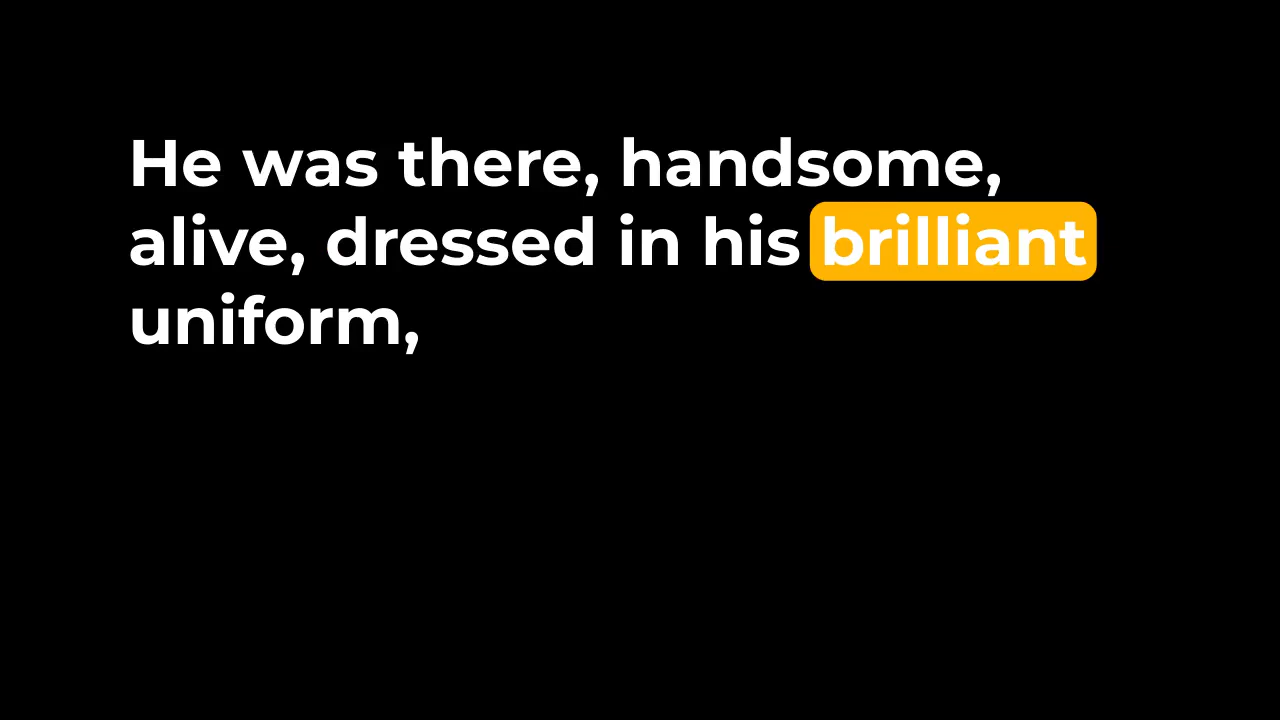 He was there, handsome,
alive, dressed in his brilliant
uniform,